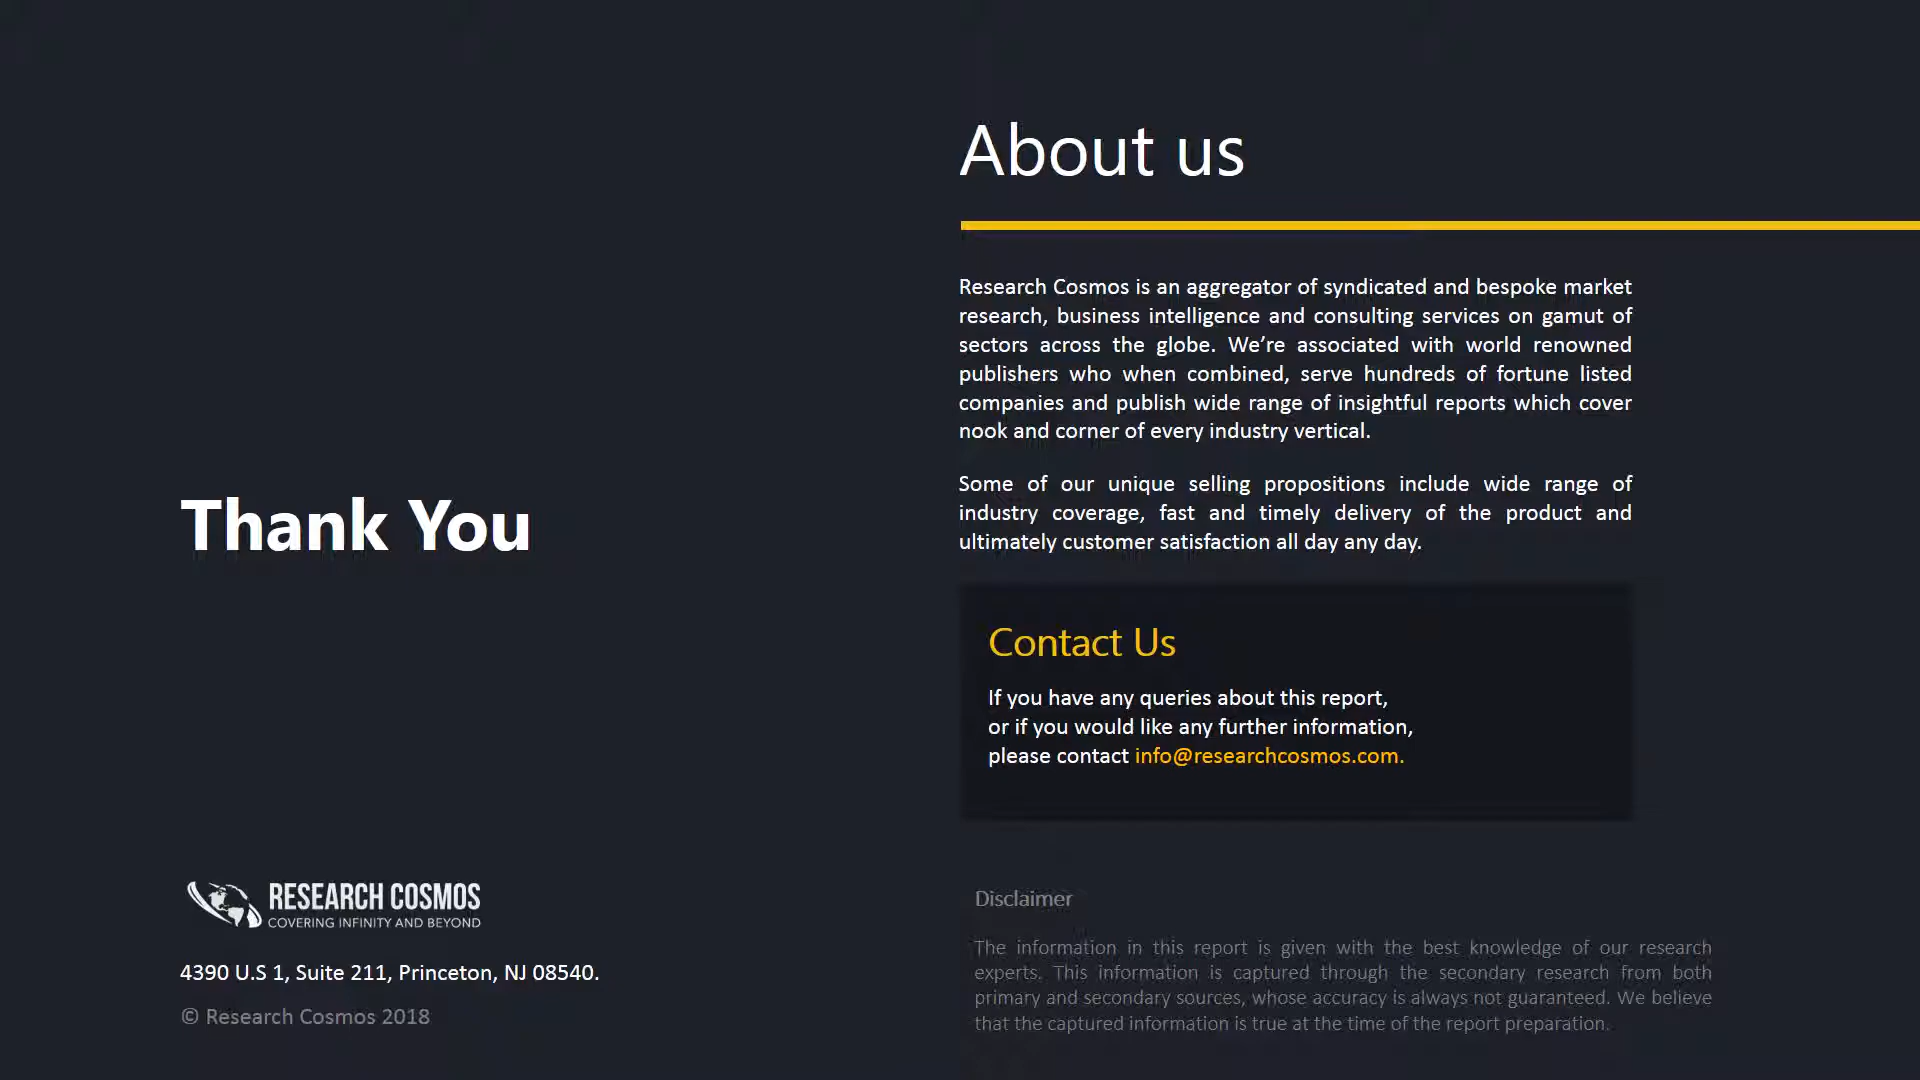 About us
Research Cosmos is an aggregator of syndicated and bespoke market
research, business intelligence and consulting services on gamut of
sectors across the globe. We’re associated with world renowned
publishers who when combined, serve hundreds of fortune listed
companies and publish wide range of insightful reports which cover
nook and corner of every industry vertical.
Some of our unique selling propositions include wide range of
industry coverage, fast and timely delivery of the product and
ultimately customer satisfaction all day any day.
Thank You
Contact Us
If you have any queries about this report,
or if you would like any further information,
please contact info@researchcosmos.com.
RESEARCH COSMOS
COVERING INFINITY AND BEYOND
4390 U.S 1, Suite 211, Princeton, NJ 08540.
© Research Cosmos 2018
Disclaimer
The information in this report is given with the best knowledge of our research
experts. This information is captured through the secondary research from both
primary and secondary sources, whose accuracy is always not guaranteed. We believe
that the captured information is true at the time of the report preparation.